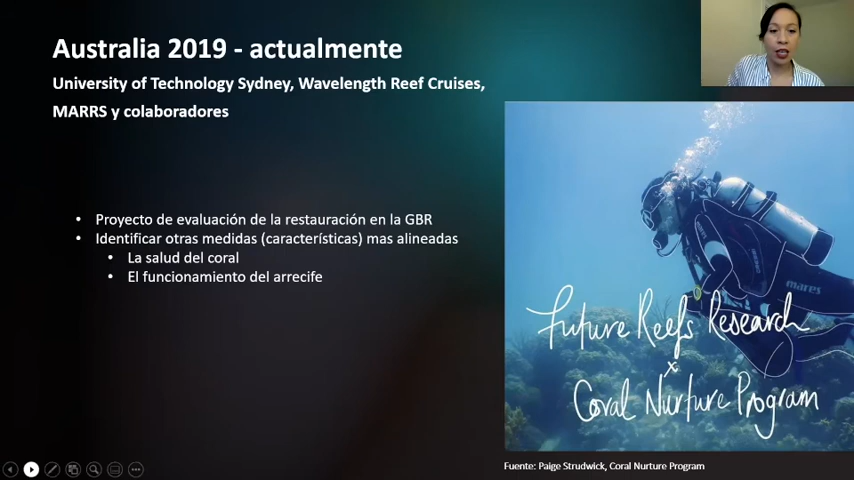 Australia 2019 - actualmente
University of Technology Sydney, Wavelength Reef Cruises,
MARRS y colaboradores
• Proyecto de evaluación de la restauración en la GBR
• Identificar otras medidas (características) mas alineadas
• La salud del coral
• El funcionamiento del arrecife
mares
Future Reefs Research
x
Coral Nurture Program
Fuente: Paige Strudwick, Coral Nurture Program